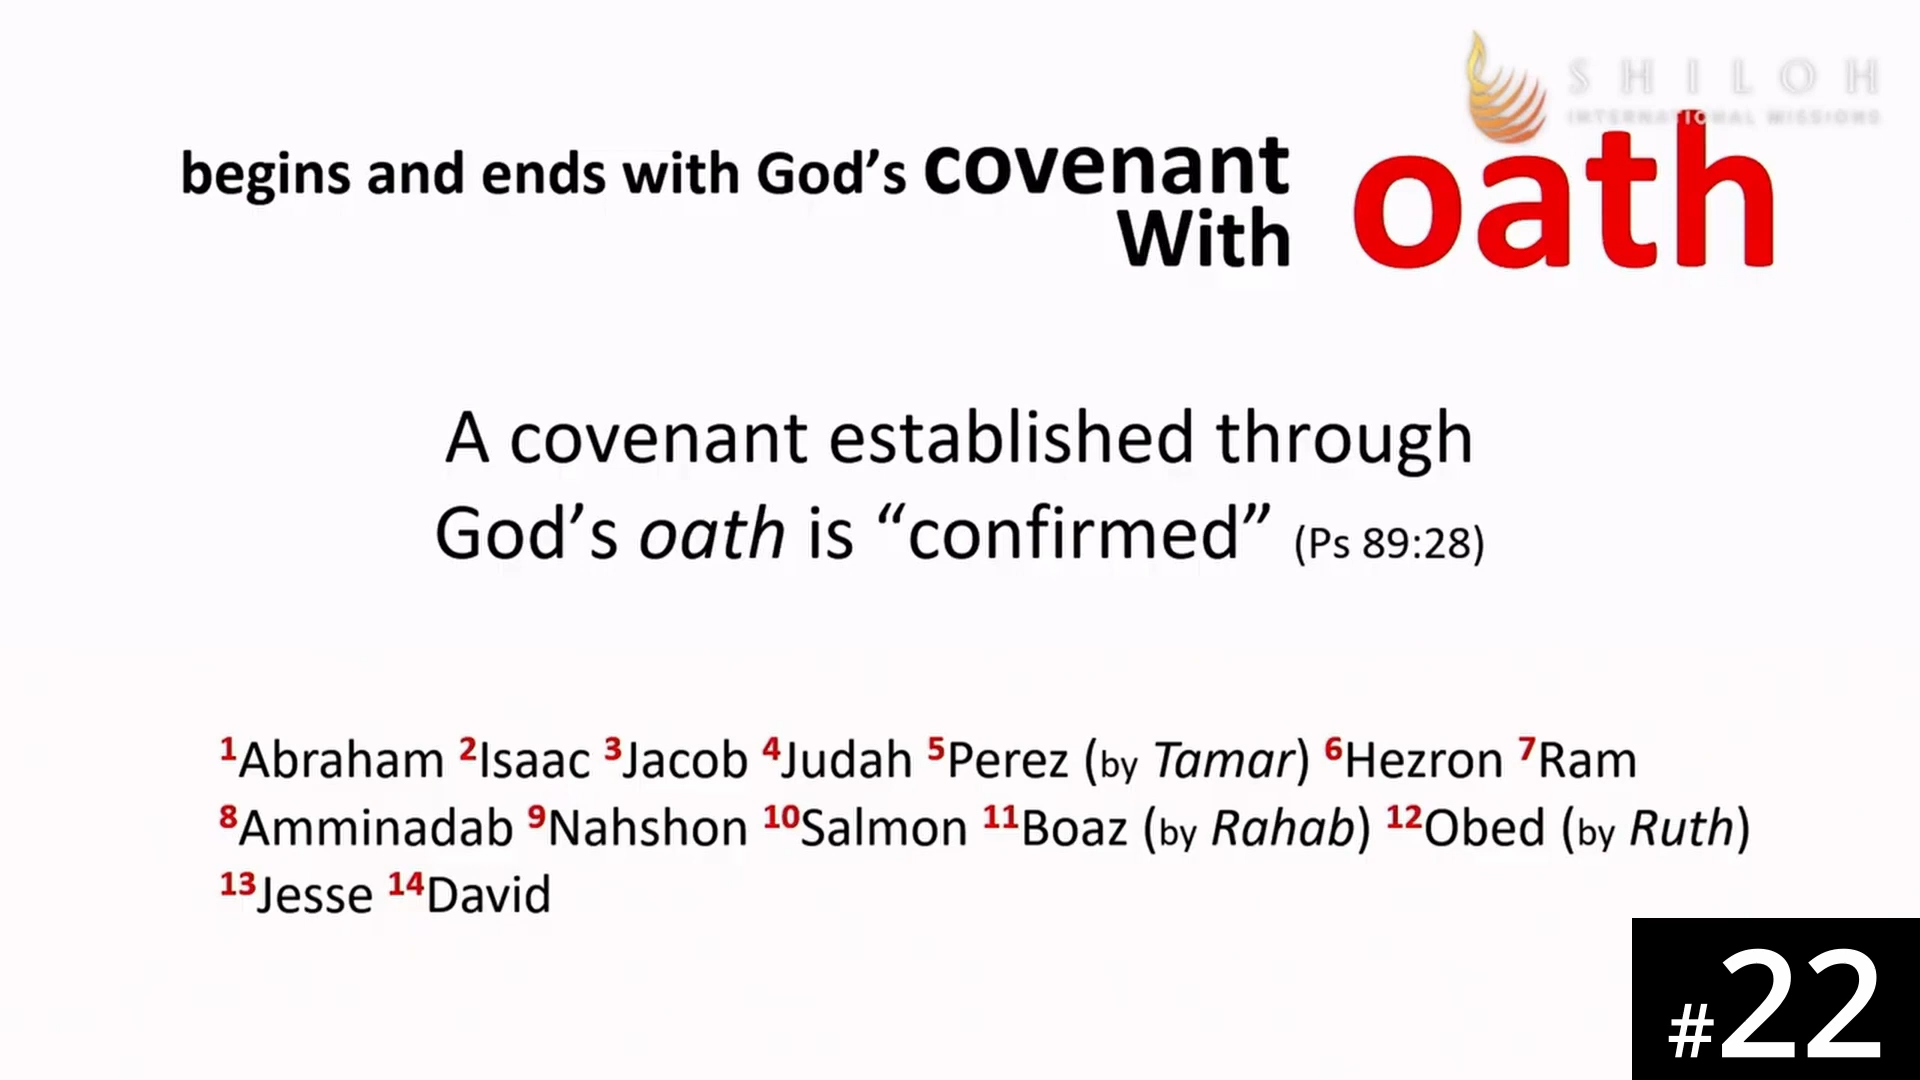 SHILOH
INTERNATIONAL MISSIONS
begins and ends with God’s covenant
With oath
A covenant established through
God’s oath is “confirmed” (Ps 89:28)
1Abraham 2Isaac 3Jacob 4Judah 5Perez (by Tamar) 6Hezron 7Ram
8Amminadab 9Nahshon 10Salmon 11Boaz (by Rahab) 12Obed (by Ruth)
13Jesse 14David
#22